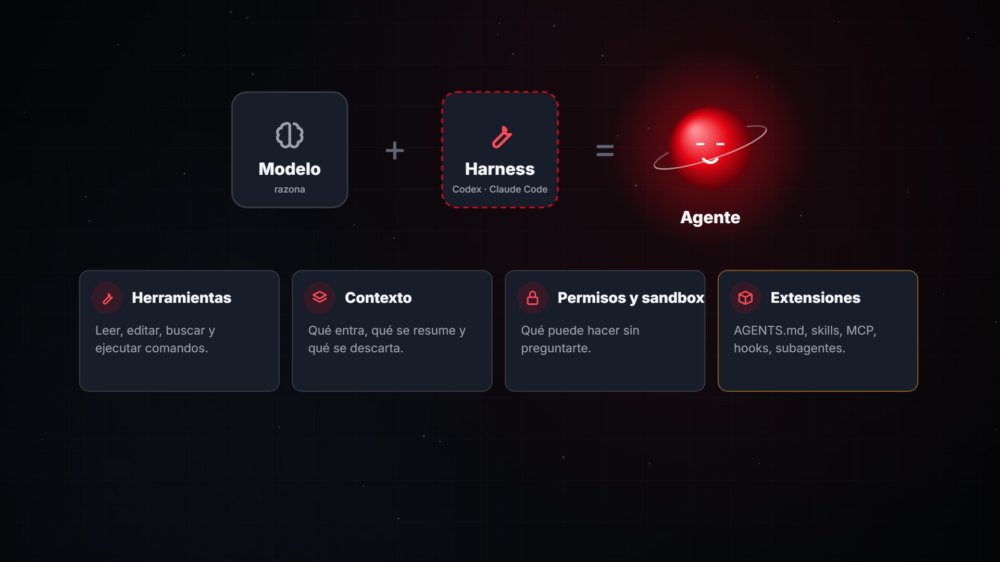 Modelo
razona
+
Harness
Codex · Claude Code
=
Agente
Herramientas
Leer, editar, buscar y
ejecutar comandos.
Contexto
Qué entra, qué se resume y
qué se descarta.
Permisos y sandbox
Qué puede hacer sin
preguntarte.
Extensiones
AGENTS.md, skills, MCP,
hooks, subagentes.